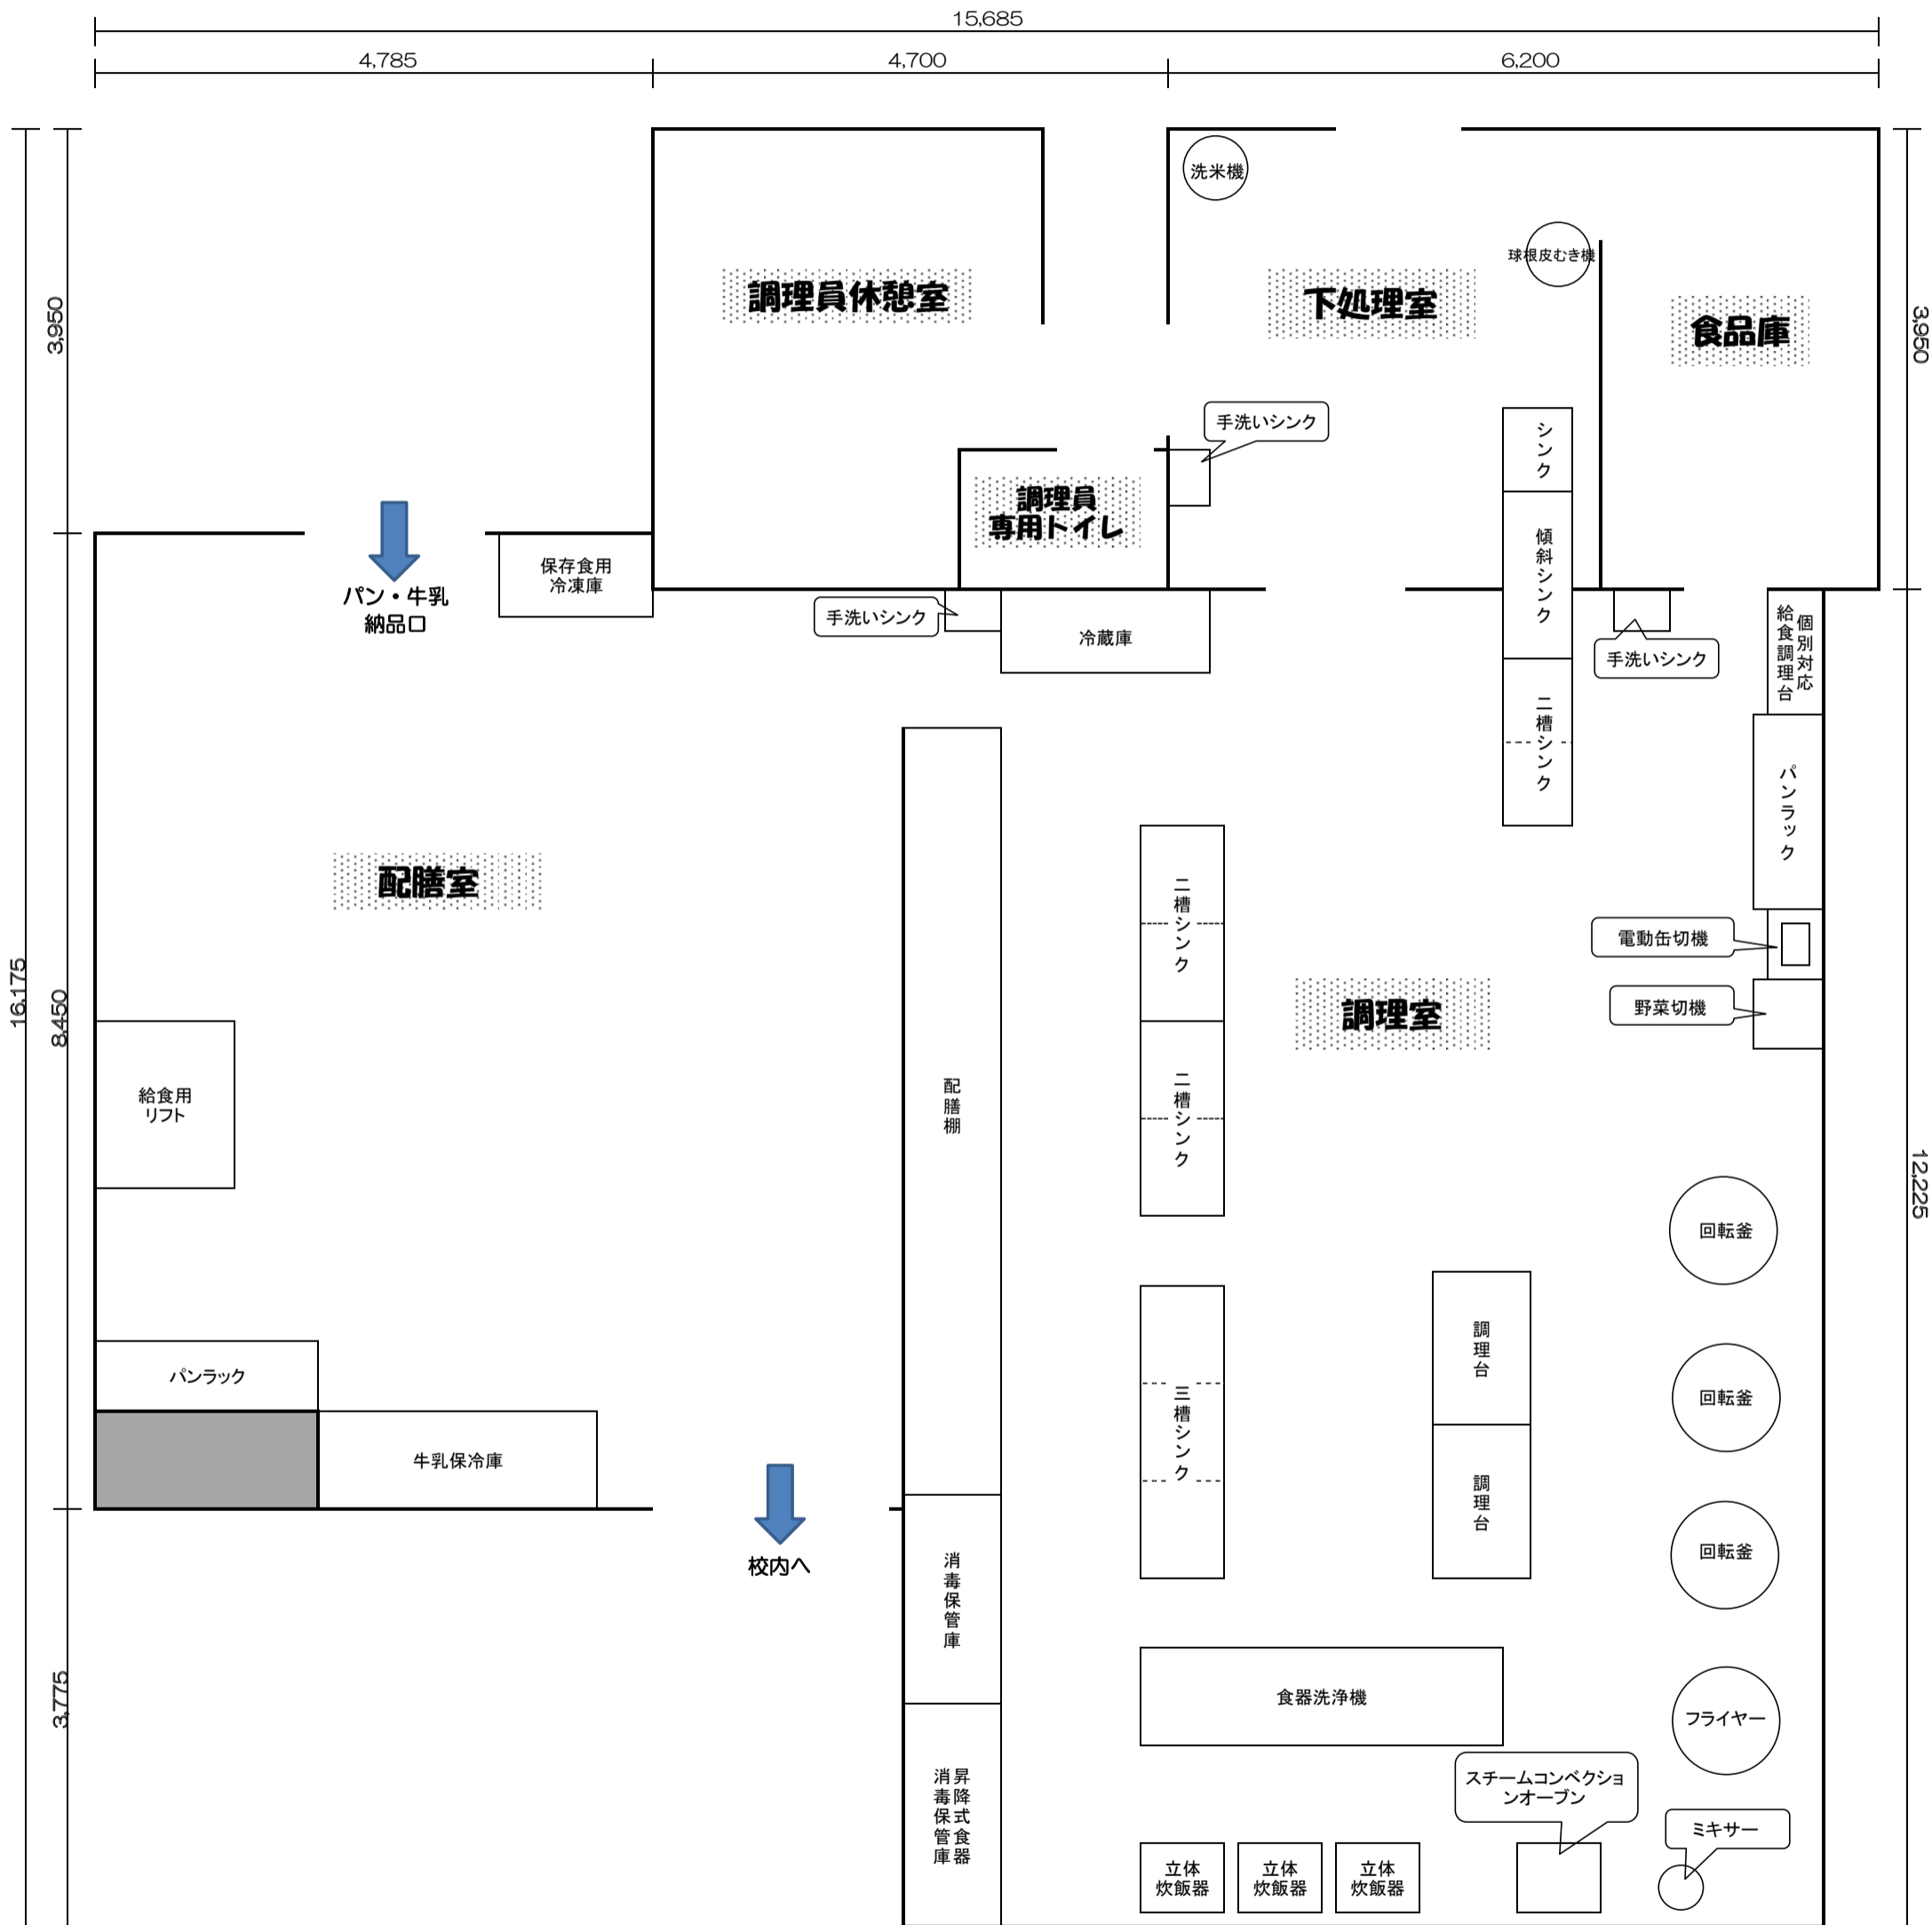 15,685
4,785
4,700
6,200
洗米機
球根皮むき機
調理員休憩室
下処理室
食品庫
3,950
3,950
手洗いシンク
シンク
調理員
専用トイレ
傾斜シンク
保存食用
冷凍庫
パン・牛乳
納品口
手洗いシンク
冷蔵庫
手洗いシンク
個別対応
給食調理台
二槽シンク
パンラック
配膳室
二槽シンク
電動缶切機
野菜切機
調理室
16,175
8,450
給食用
リフト
配膳棚
二槽シンク
12,225
回転釜
調理台
パンラック
三槽シンク
回転釜
牛乳保冷庫
調理台
回転釜
校内へ
消毒保管庫
3,775
食器洗浄機
フライヤー
昇降式食器
消毒保管庫
スチームコンベクショ
ンオーブン
ミキサー
立体
炊飯器
立体
炊飯器
立体
炊飯器